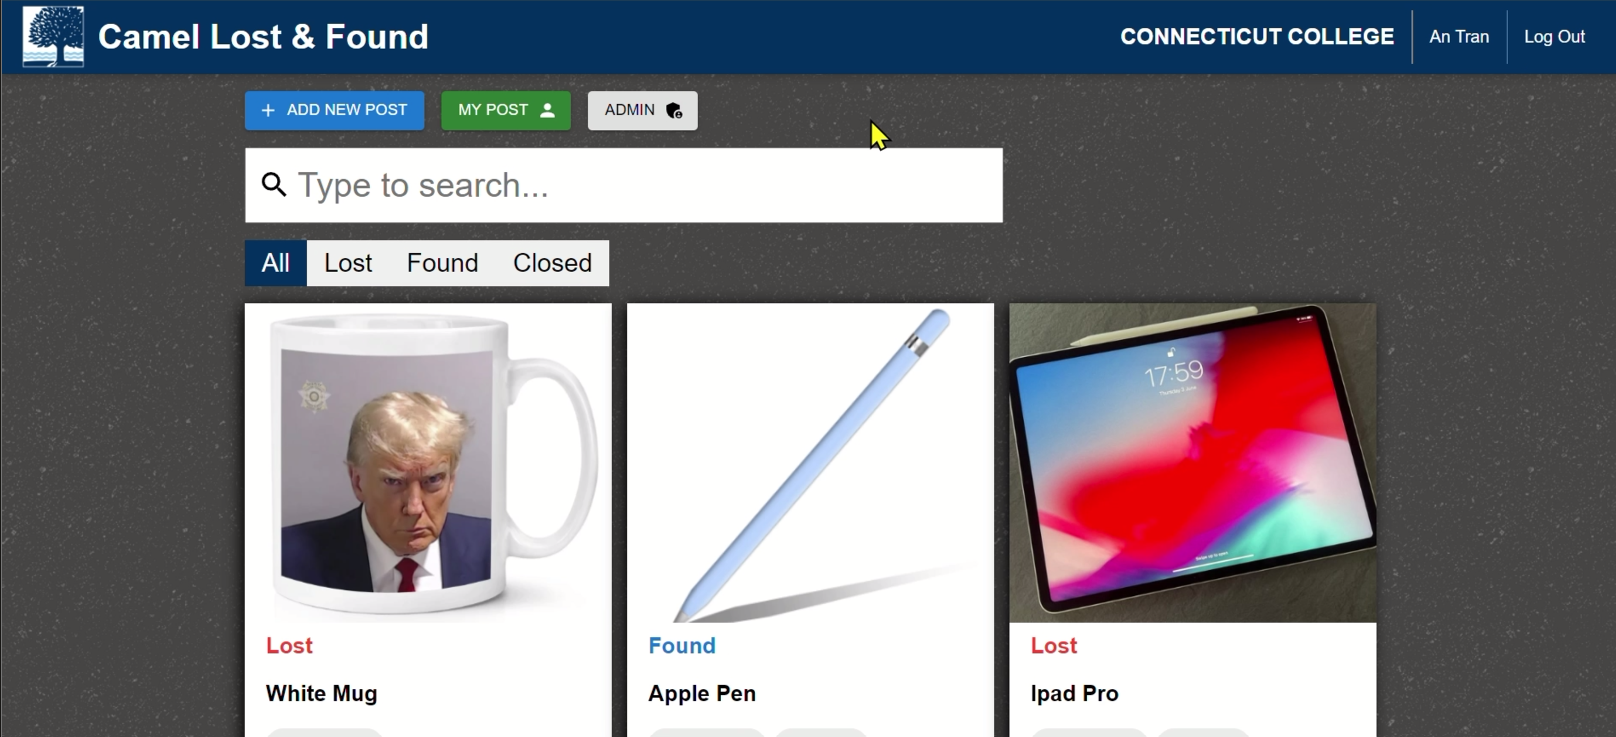 Camel Lost & Found
CONNECTICUT COLLEGE
An Tran
Log Out
ADD NEW POST
MY POST
ADMIN
Type to search...
All
Lost
Found
Closed
17:59
Lost
White Mug
Found
Apple Pen
Lost
Ipad Pro